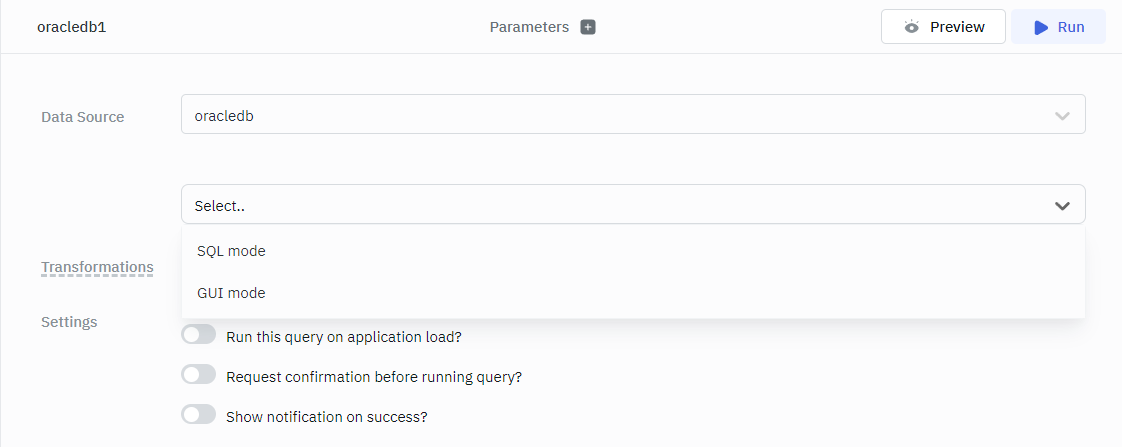 oracledb1
Parameters
Preview
Run
Data Source
oracledb
Select..
SQL mode
GUI mode
Transformations
Settings
Run this query on application load?
Request confirmation before running query?
Show notification on success?